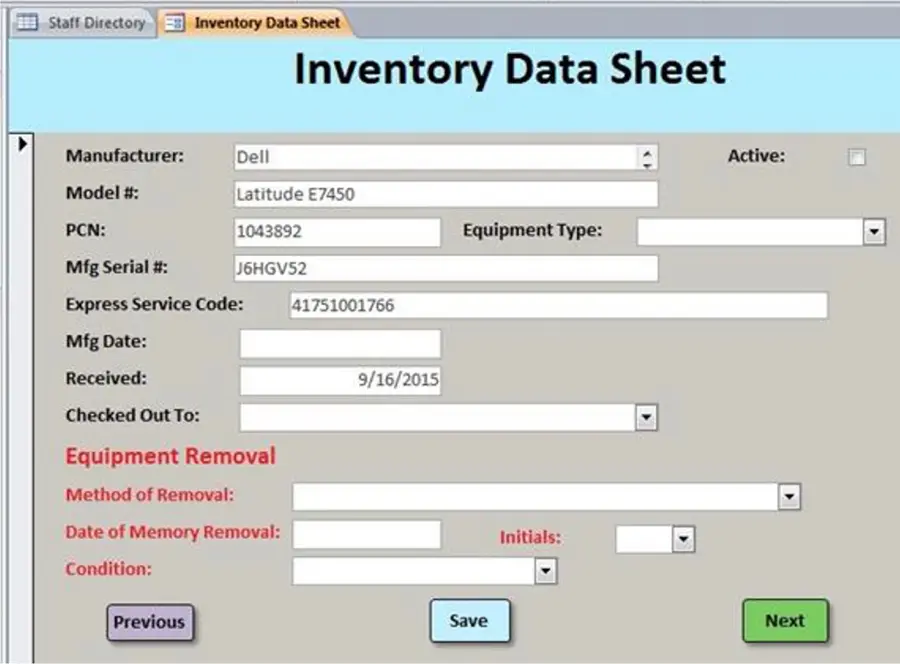 Staff Directory Inventory Data Sheet
Inventory Data Sheet
Manufacturer: Dell Active:
Model #: Latitude E7450
PCN: 1043892 Equipment Type:
Mfg Serial #: J6HGV52
Express Service Code: 41751001766
Mfg Date:
Received: 9/16/2015
Checked Out To:
Equipment Removal
Method of Removal:
Date of Memory Removal: Initials:
Condition:
Previous Save Next